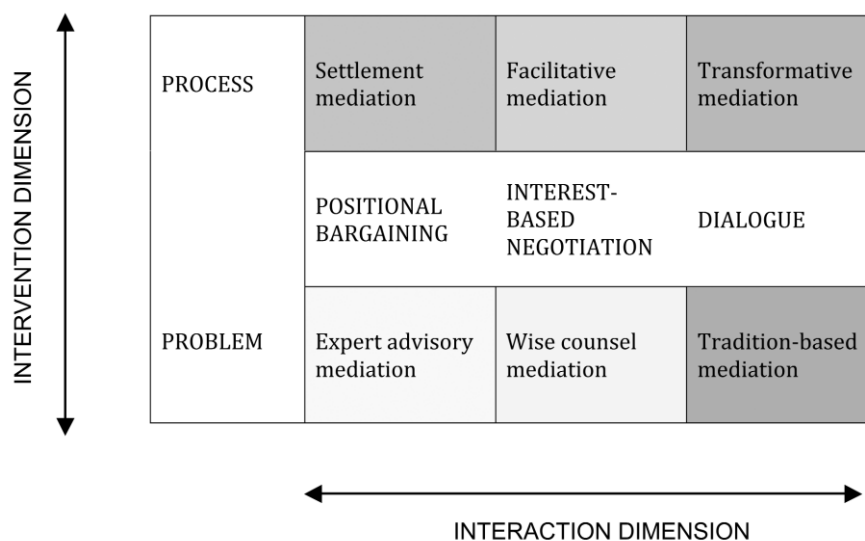 INTERVENTION DIMENSION
PROCESS
Settlement
mediation
Facilitative
mediation
Transformative
mediation
POSITIONAL
BARGAINING
INTEREST-
BASED
NEGOTIATION
DIALOGUE
PROBLEM
Expert advisory
mediation
Wise counsel
mediation
Tradition-based
mediation
INTERACTION DIMENSION